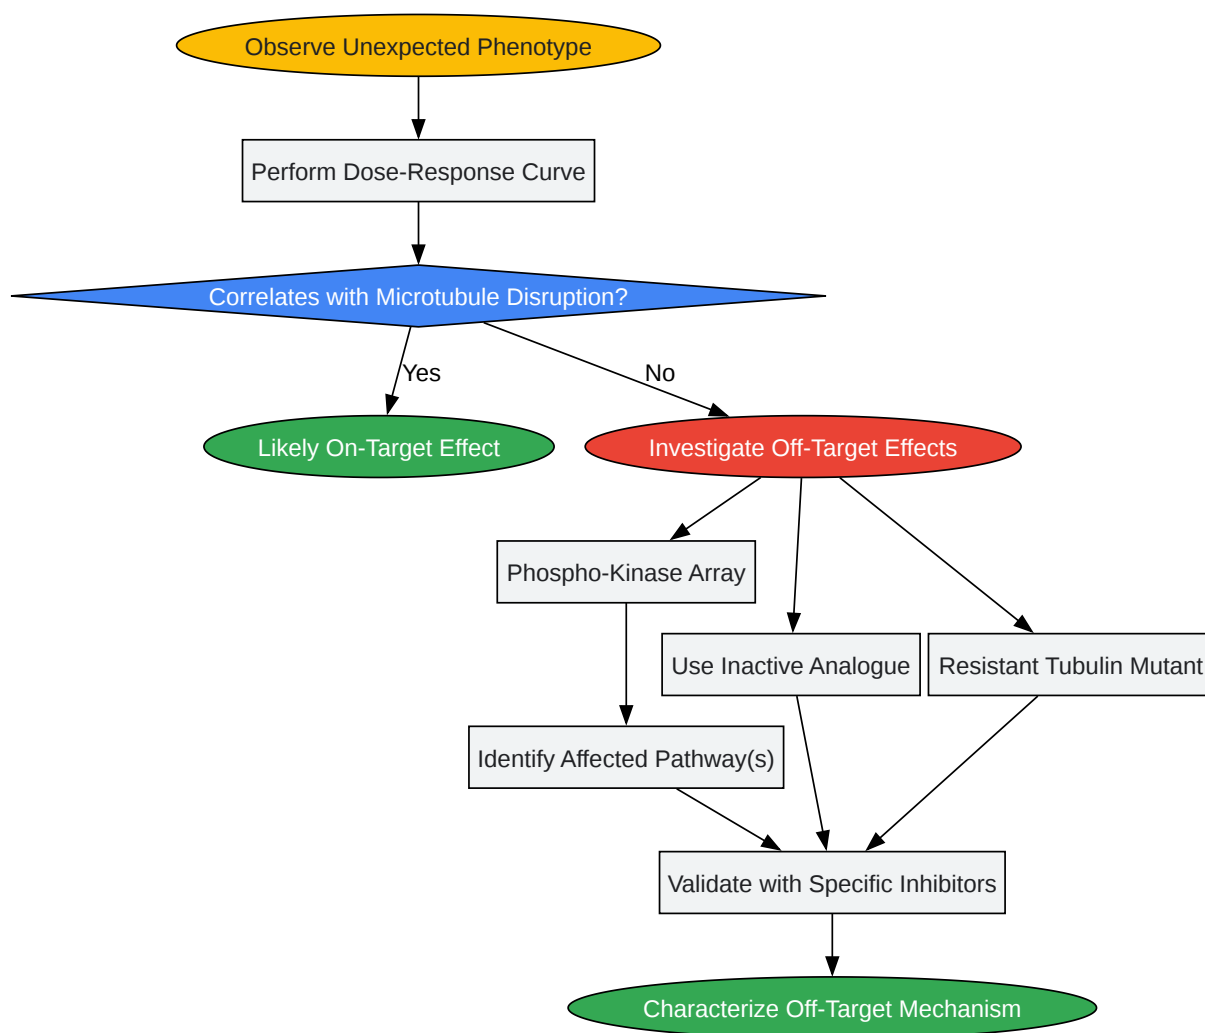 Observe Unexpected Phenotype
Perform Dose-Response Curve
Correlates with Microtubule Disruption?
Yes
No
Likely On-Target Effect
Investigate Off-Target Effects
Phospho-Kinase Array
Use Inactive Analogue
Resistant Tubulin Mutant
Identify Affected Pathway(s)
Validate with Specific Inhibitors
Characterize Off-Target Mechanism